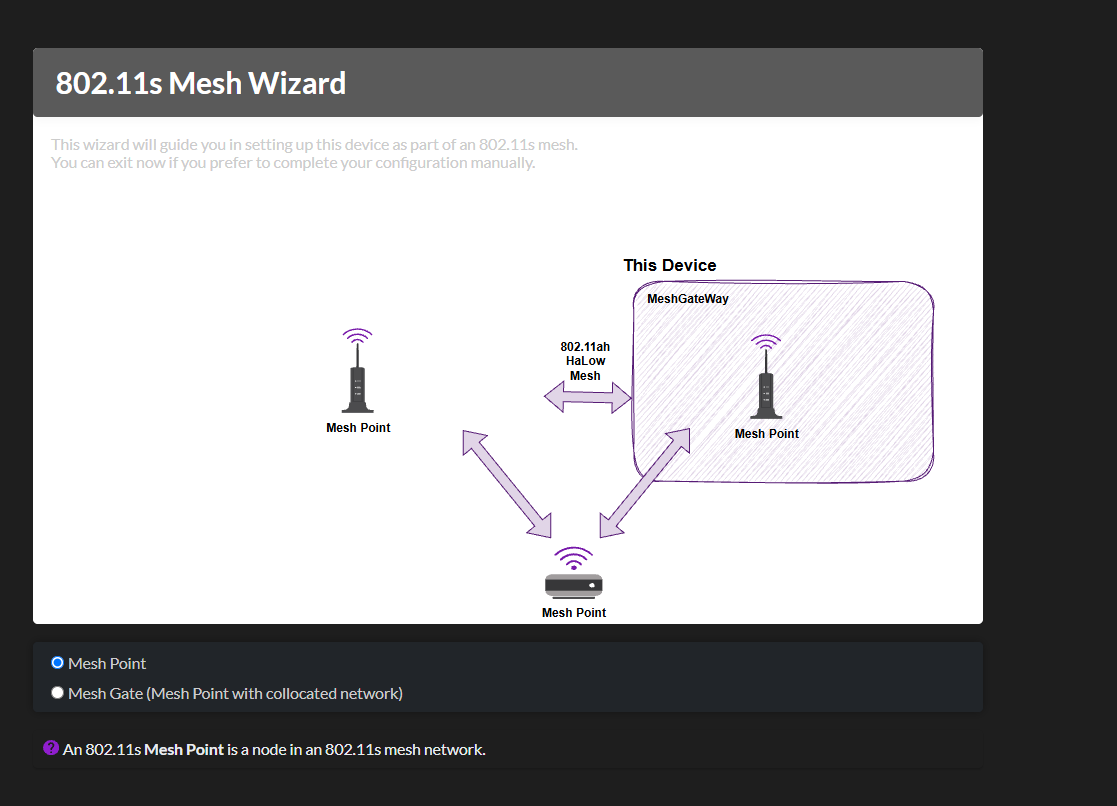 802.11s Mesh Wizard
This wizard will guide you in setting up this device as part of an 802.11s mesh.
You can exit now if you prefer to complete your configuration manually.
This Device
MeshGateWay
802.11ah
HaLow
Mesh
Mesh Point
Mesh Point
Mesh Point
Mesh Point
Mesh Gate (Mesh Point with collocated network)
? An 802.11s Mesh Point is a node in an 802.11s mesh network.